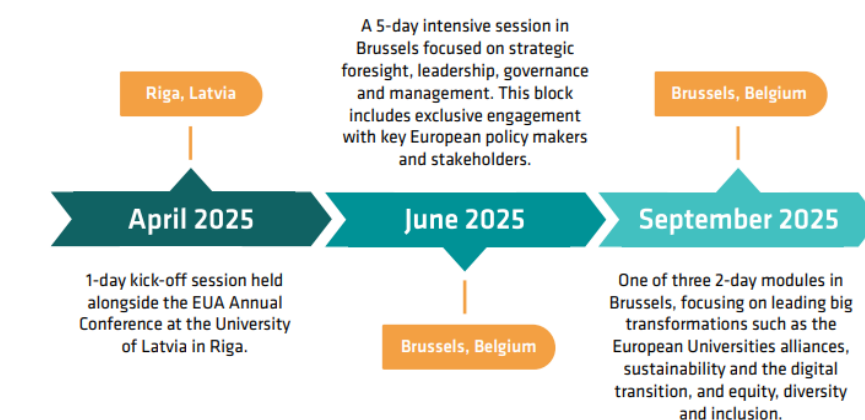 Riga, Latvia
April 2025
1-day kick-off session held
alongside the EUA Annual
Conference at the University
of Latvia in Riga.
A 5-day intensive session in
Brussels focused on strategic
foresight, leadership, governance
and management. This block
includes exclusive engagement
with key European policy makers
and stakeholders.
June 2025
Brussels, Belgium
Brussels, Belgium
September 2025
One of three 2-day modules in
Brussels, focusing on leading big
transformations such as the
European Universities alliances,
sustainability and the digital
transition, and equity, diversity
and inclusion.